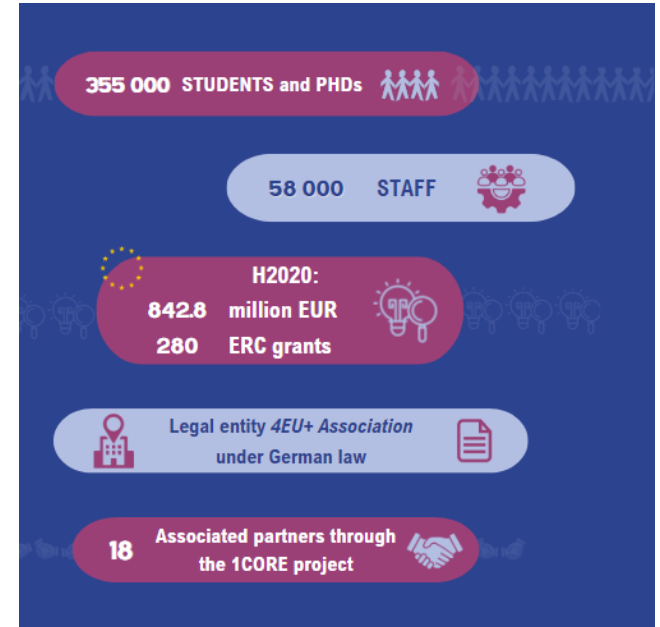 355 000 STUDENTS and PHDs
58 000 STAFF
H2020:
842.8 million EUR
280 ERC grants
Legal entity 4EU+ Association
under German law
18 Associated partners through
the 1CORE project